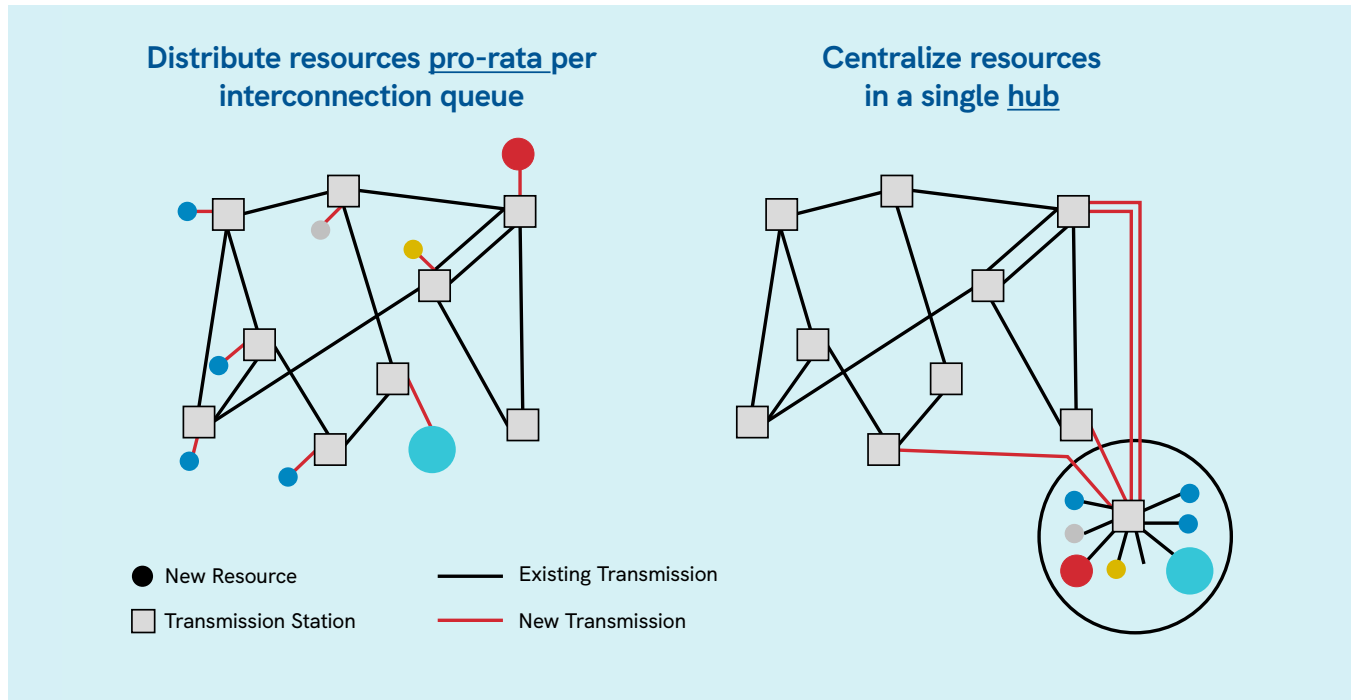 Distribute resources pro-rata per
interconnection queue
Centralize resources
in a single hub
New Resource
Existing Transmission
Transmission Station
New Transmission